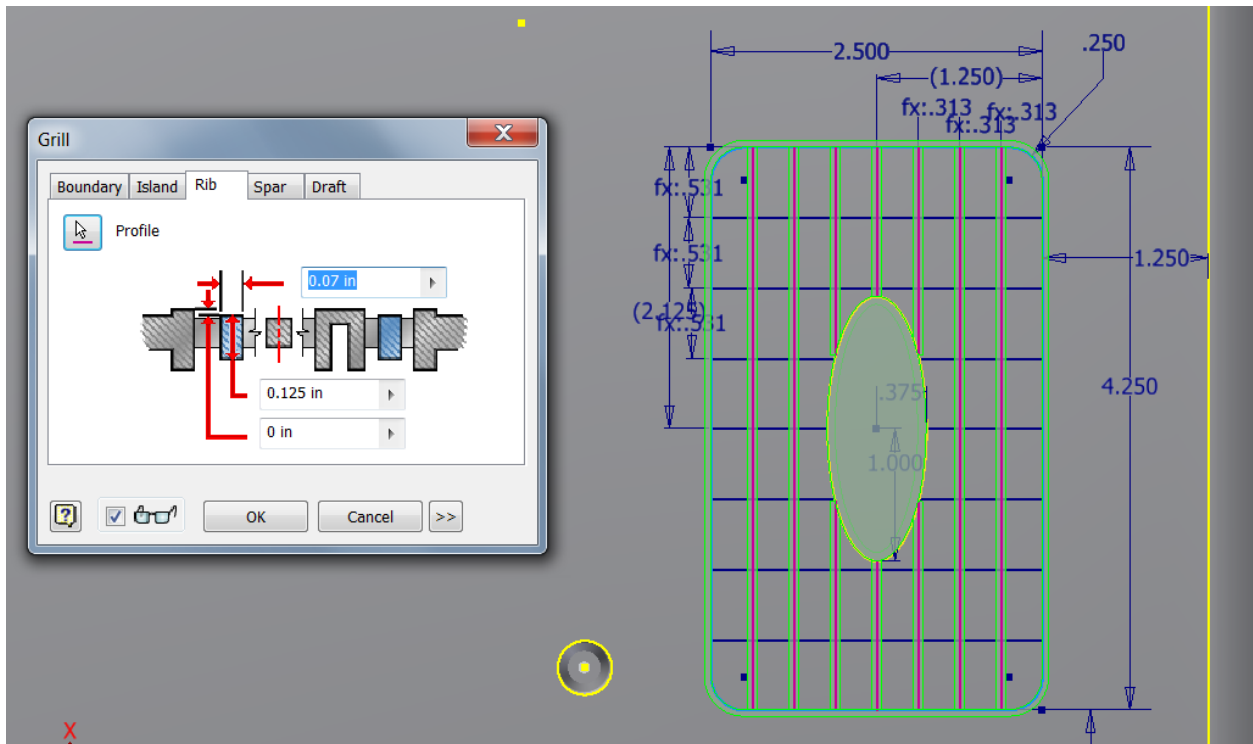 Grill
X
Boundary Island Rib Spar Draft
Profile
0.07 in
0.125 in
0 in
?
OK
Cancel
>>
X
2.500
.250
(1.250)
fx:.313
fx:.313
fx:.313
fx:.531
fx:.531
(2.125)
fx:.531
1.250
4.250
.375
1.000